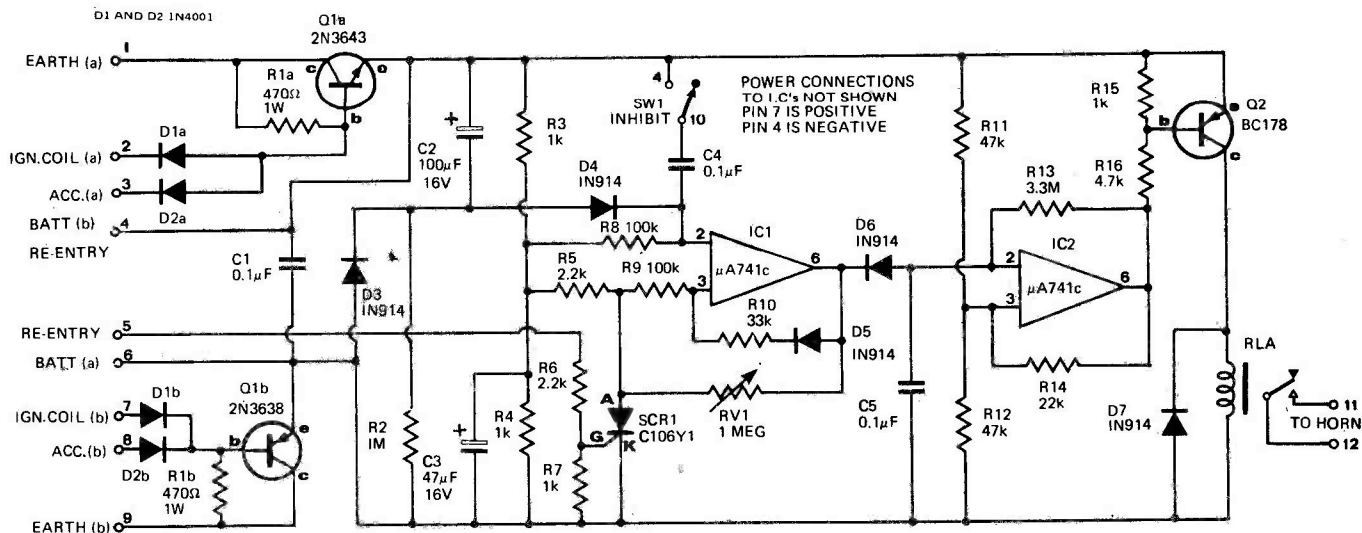 D1 AND D2 1N4001
EARTH (a)
1
Q1a
2N3643
c
e
b
R1a
470Ω
1W
IGN.COIL (a)
2
D1a
ACC.(a)
3
D2a
BATT (b)
4
RE-ENTRY
C1
0.1µF
RE-ENTRY
5
BATT (a)
6
D3
IN914
IGN.COIL (b)
7
D1b
ACC.(b)
8
D2b
R1b
470Ω
1W
Q1b
2N3638
b
e
c
EARTH (b)
9
+
C2
100µF
16V
R2
IM
R3
1k
+
C3
47µF
16V
R4
1k
4
SW1
INHIBIT
10
C4
0.1µF
D4
IN914
R8 100k
R5
2.2k
R9 100k
2
3
IC1
µA741c
6
R10
33k
D5
IN914
R6
2.2k
R7
1k
A
G
K
SCR1
C106Y1
RV1
1 MEG
POWER CONNECTIONS
TO I.C's NOT SHOWN
PIN 7 IS POSITIVE
PIN 4 IS NEGATIVE
D6
IN914
C5
0.1µF
R11
47k
R12
47k
R13
3.3M
2
3
IC2
µA741c
6
R14
22k
R15
1k
R16
4.7k
b
e
c
Q2
BC178
D7
IN914
RLA
11
TO HORN
12